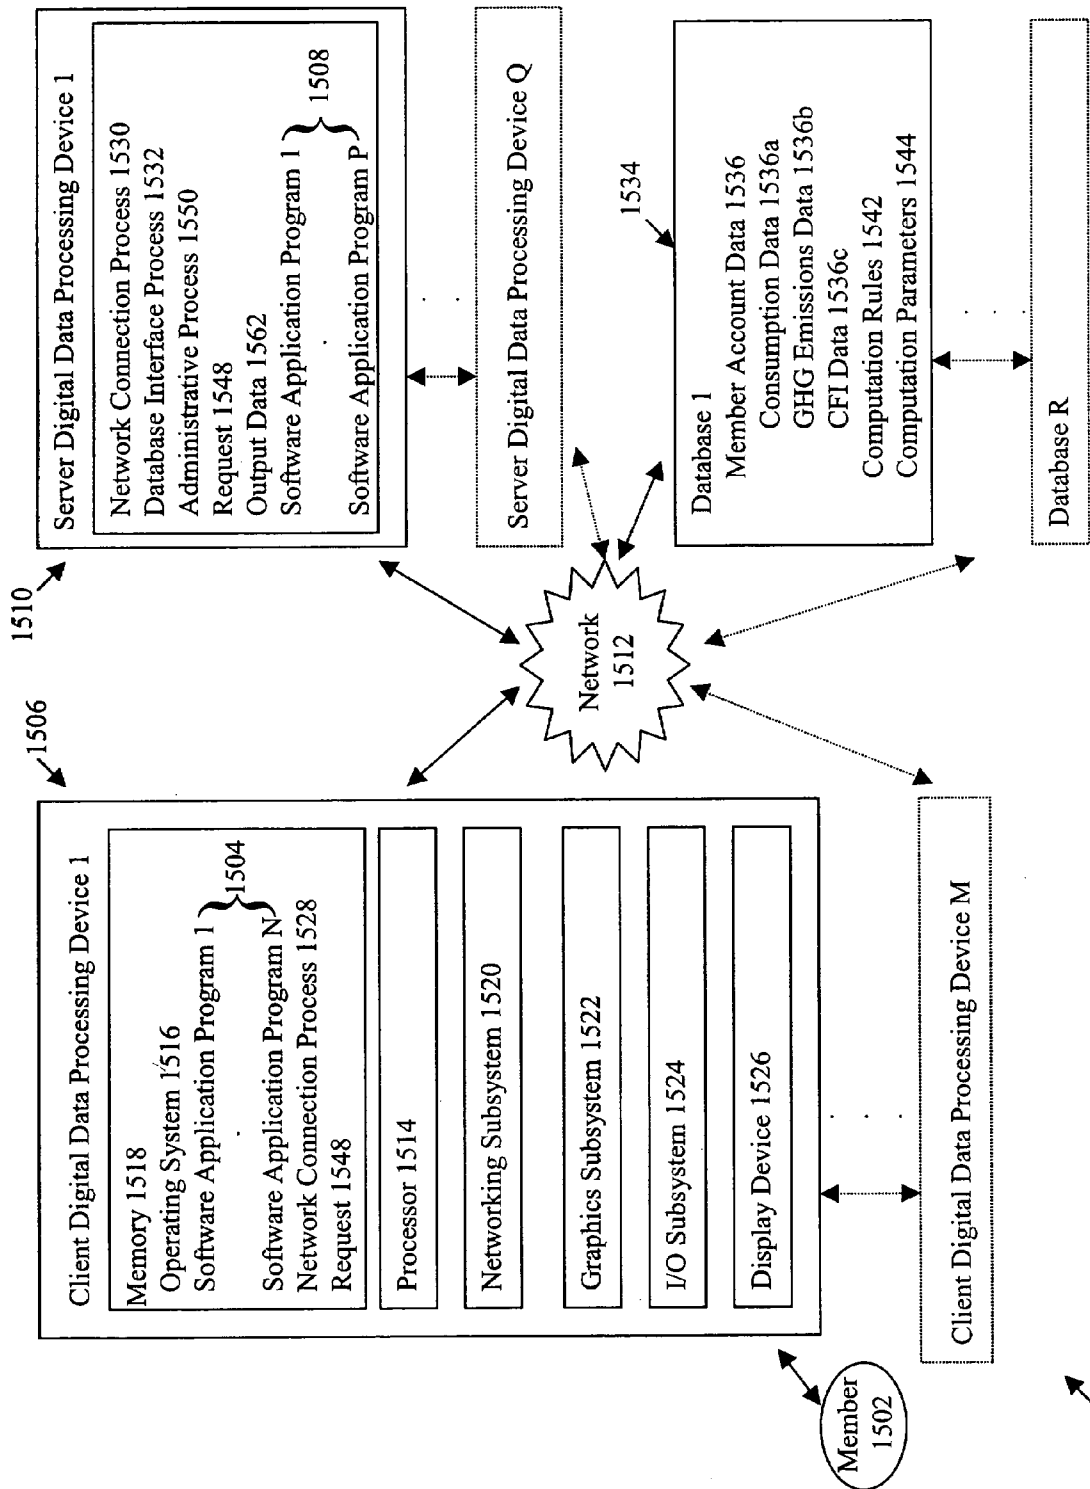 1506
Client Digital Data Processing Device 1
Memory 1518
Operating System 1516
Software Application Program 1
.
Software Application Program N
1504
Network Connection Process 1528
Request 1548
Processor 1514
Networking Subsystem 1520
Graphics Subsystem 1522
I/O Subsystem 1524
Display Device 1526
. . .
Client Digital Data Processing Device M
Member
1502
Network
1512
1510
Server Digital Data Processing Device 1
Network Connection Process 1530
Database Interface Process 1532
Administrative Process 1550
Request 1548
Output Data 1562
Software Application Program 1
.
Software Application Program P
1508
. . .
Server Digital Data Processing Device Q
1534
Database 1
Member Account Data 1536
Consumption Data 1536a
GHG Emissions Data 1536b
CFI Data 1536c
Computation Rules 1542
Computation Parameters 1544
. . .
Database R